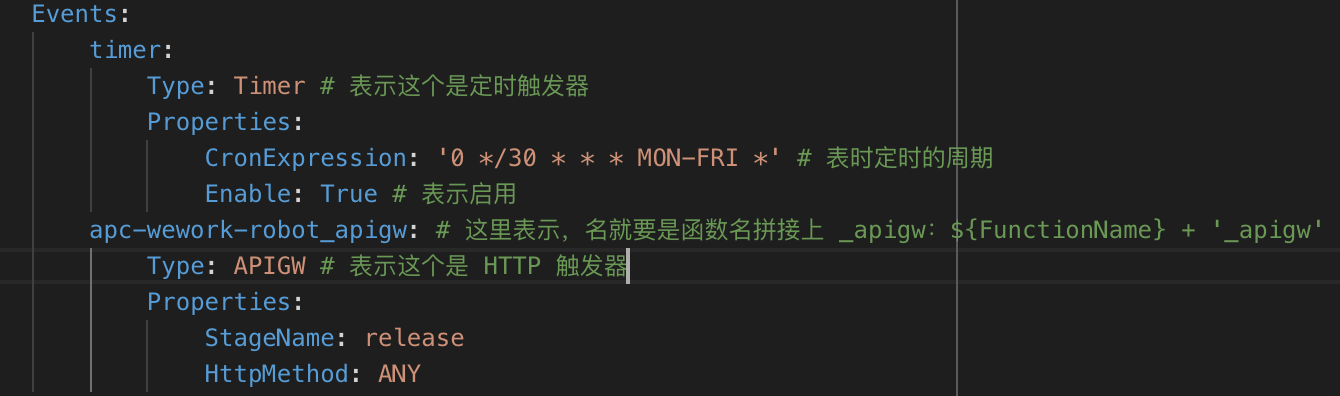 Events:
timer:
Type: Timer # 表示这个是定时触发器
Properties:
CronExpression: '0 */30 * * * MON-FRI *' # 表时定时的周期
Enable: True # 表示启用
apc-wework-robot_apigw: # 这里表示，名就要是函数名拼接上 _apigw：${FunctionName} + '_apigw'
Type: APIGW # 表示这个是 HTTP 触发器
Properties:
StageName: release
HttpMethod: ANY